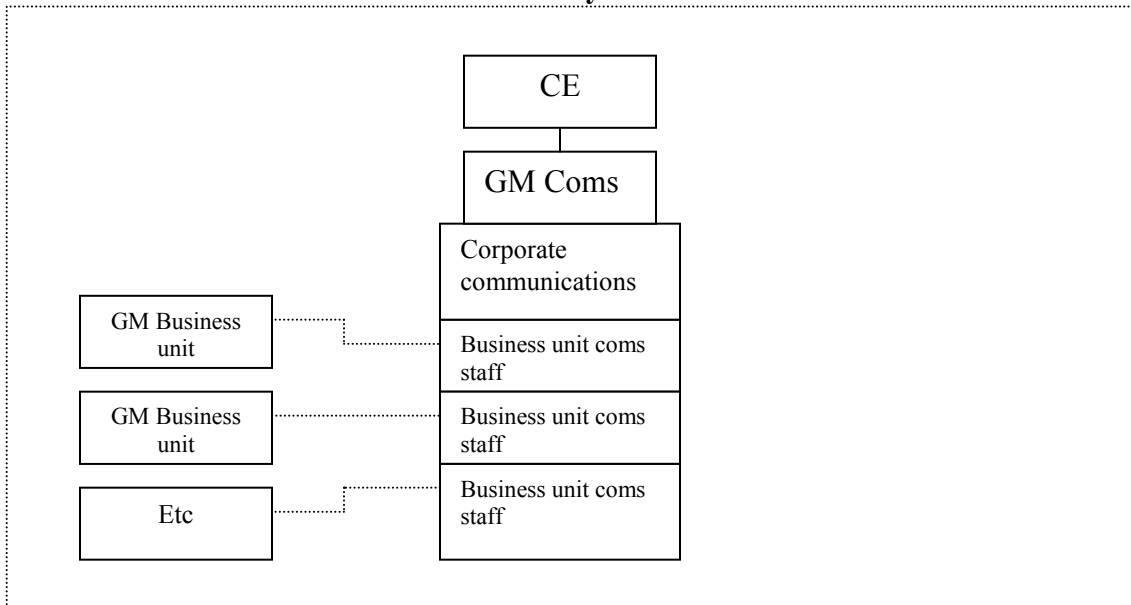 CE
GM Coms
Corporate
communications
GM Business
unit
Business unit coms
staff
GM Business
unit
Business unit coms
staff
Etc
Business unit coms
staff